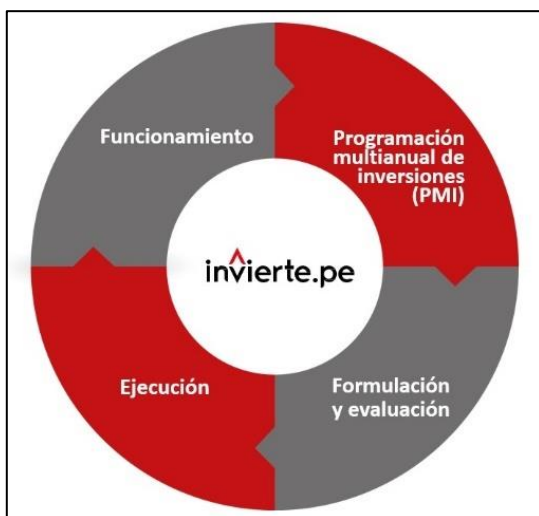 Funcionamiento
Programación
multianual de
inversiones
(PMI)
invierte.pe
Ejecución
Formulación
y evaluación